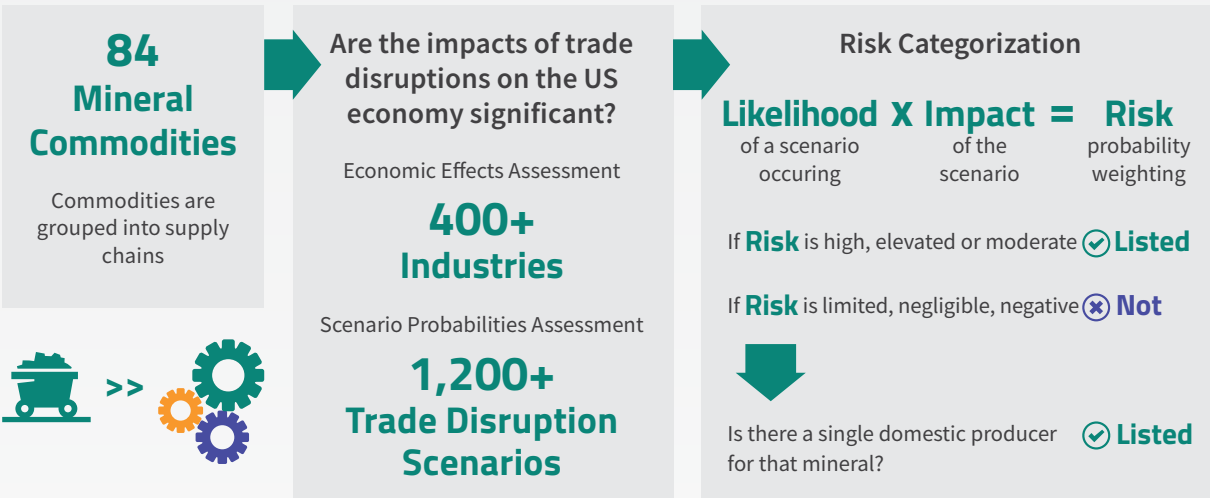 84
Mineral
Commodities
Commodities are
grouped into supply
chains
>>
Are the impacts of trade
disruptions on the US
economy significant?
Economic Effects Assessment
400+
Industries
Scenario Probabilities Assessment
1,200+
Trade Disruption
Scenarios
Risk Categorization
Likelihood x Impact = Risk
of a scenario of the probability
occuring scenario weighting
If Risk is high, elevated or moderate Listed
If Risk is limited, negligible, negative Not
Is there a single domestic producer Listed
for that mineral?